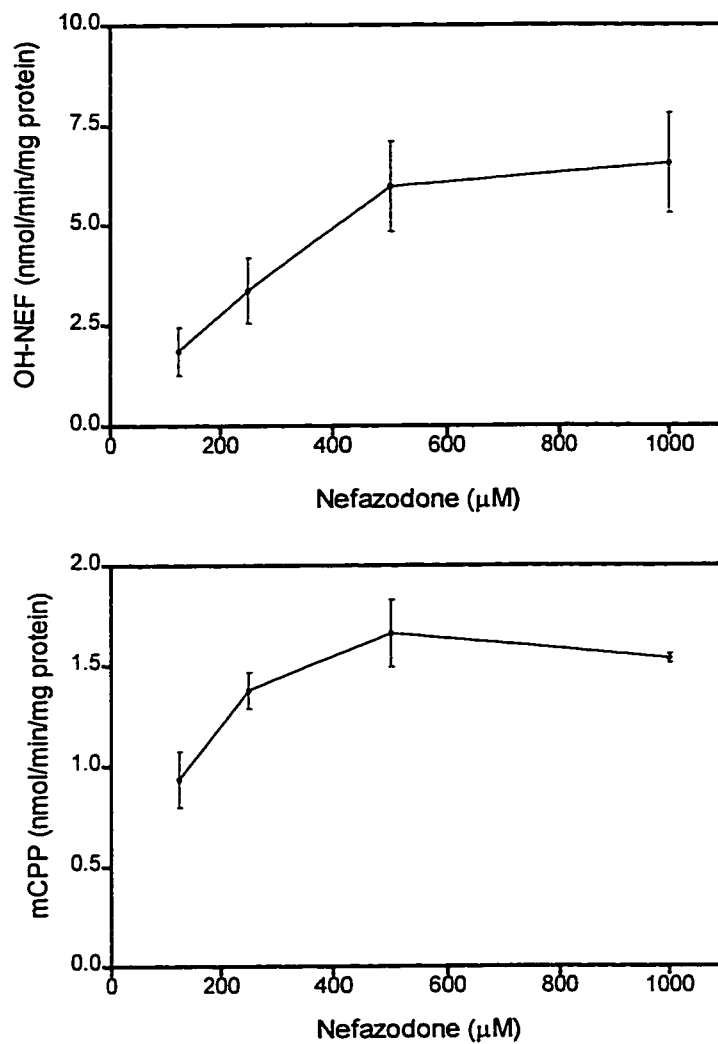 OH-NEF (nmol/min/mg protein)
10.0
7.5
5.0
2.5
0.0
0 200 400 600 800 1000
Nefazodone (μM)
mCPP (nmol/min/mg protein)
2.0
1.5
1.0
0.5
0.0
0 200 400 600 800 1000
Nefazodone (μM)